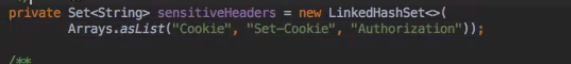 private Set<String> sensitiveHeaders = new LinkedHashSet<>(
Arrays.asList("Cookie", "Set-Cookie", "Authorization"));
/**